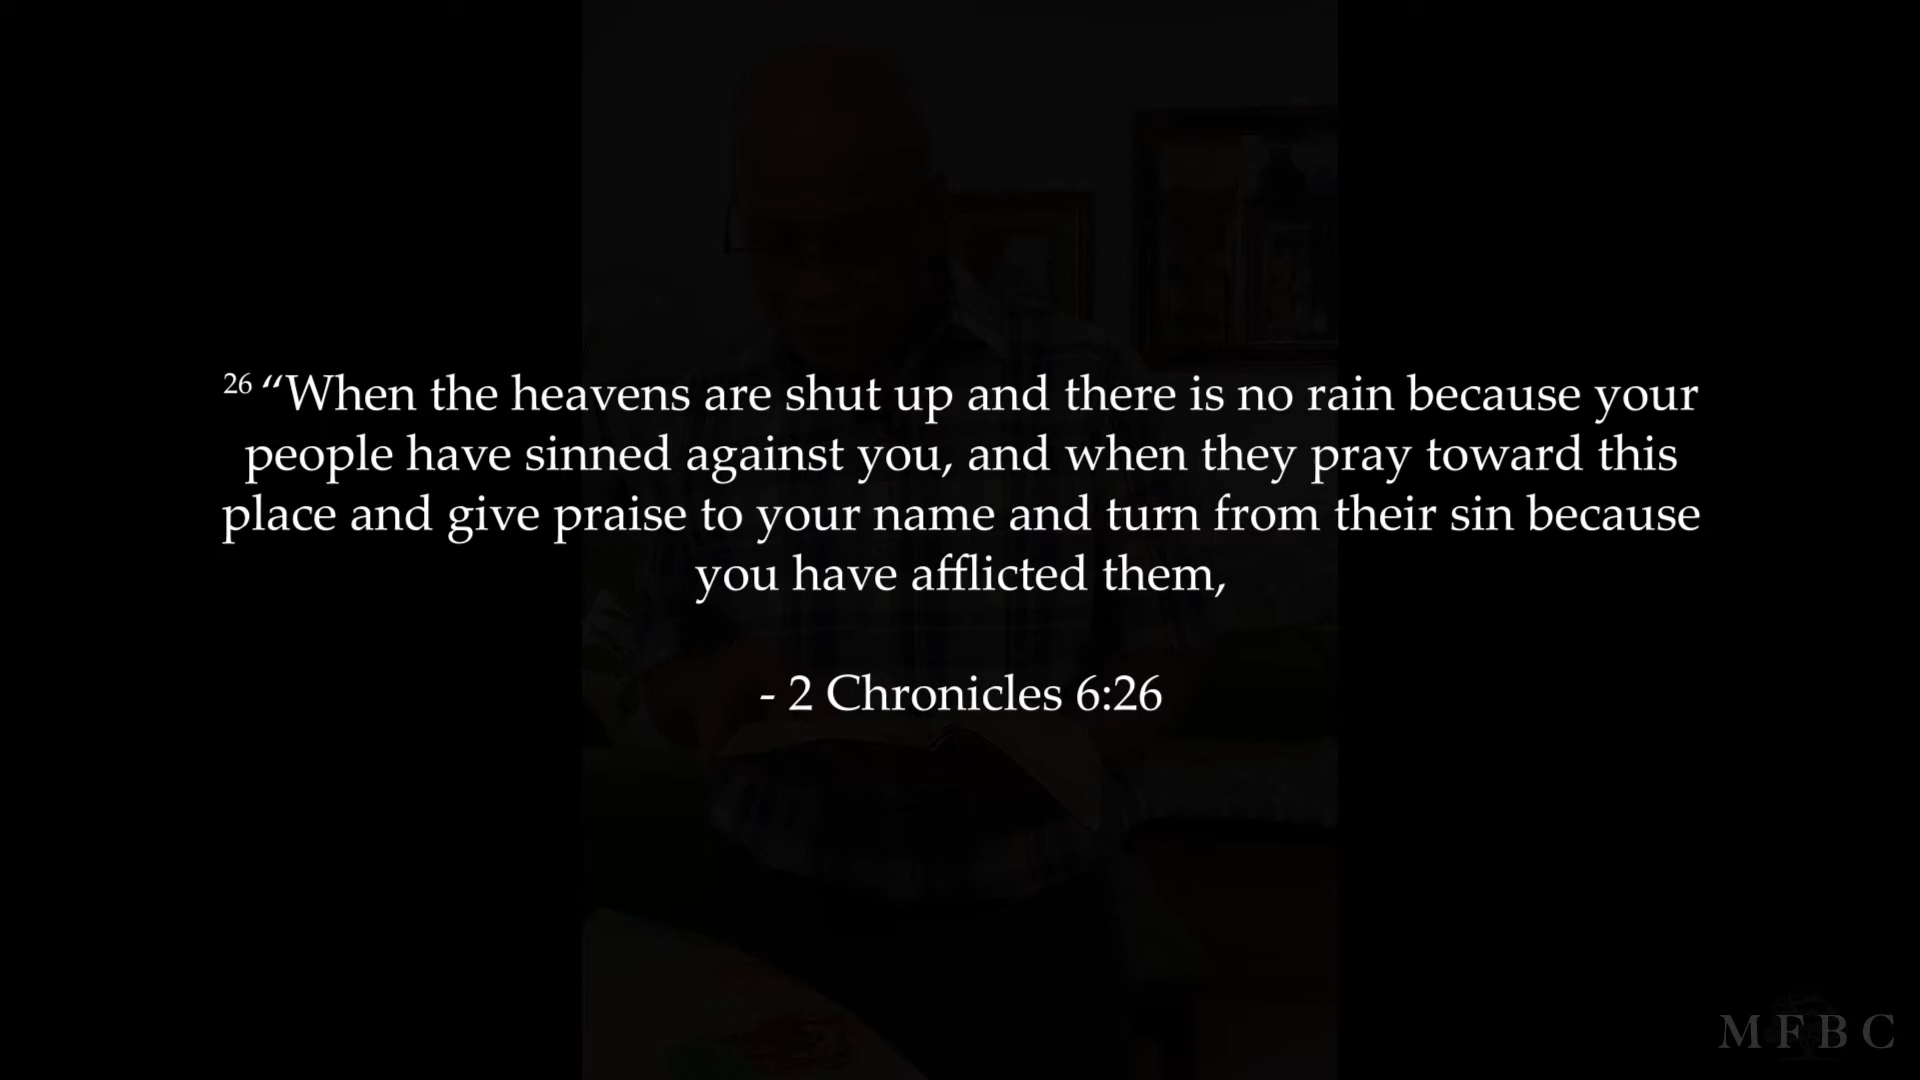 26 “When the heavens are shut up and there is no rain because your
people have sinned against you, and when they pray toward this
place and give praise to your name and turn from their sin because
you have afflicted them,
- 2 Chronicles 6:26
M F B C